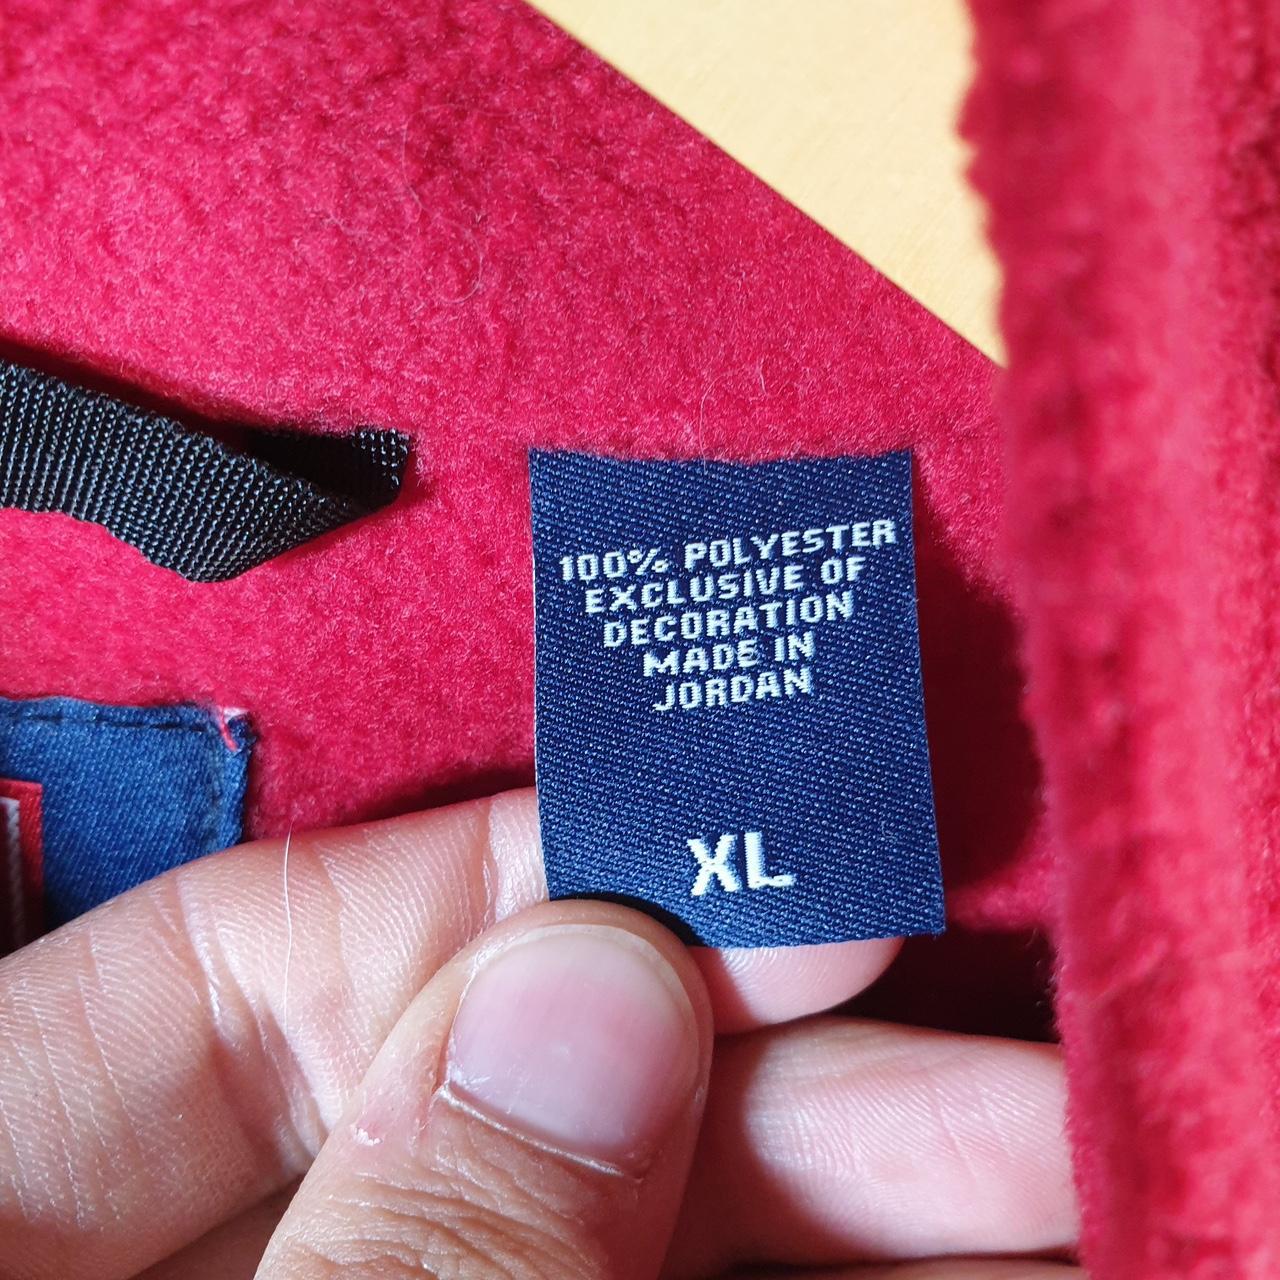 100% POLYESTER
EXCLUSIVE OF
DECORATION
MADE IN
JORDAN
XL